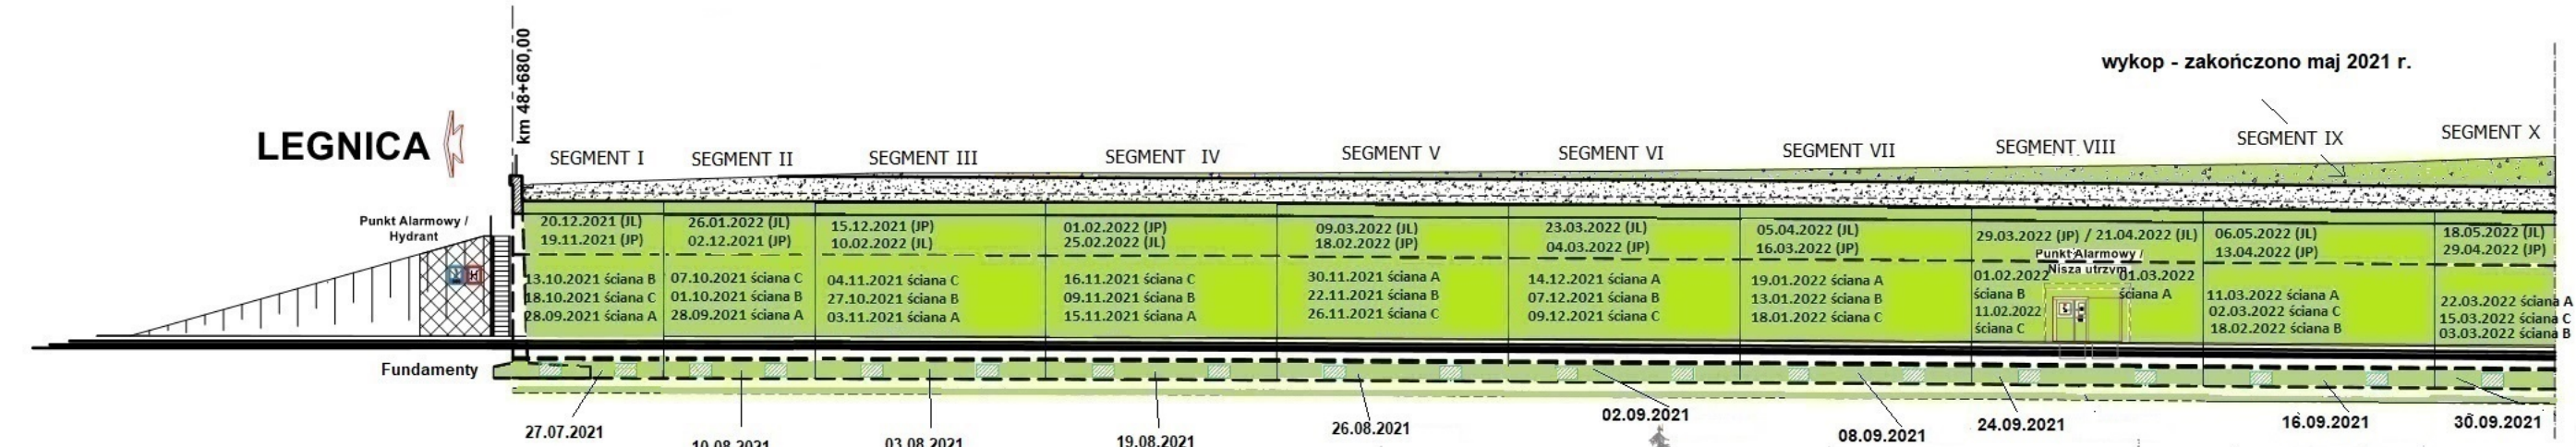 km 48+680,00
wykop - zakończono maj 2021 r.
LEGNICA
SEGMENT I
SEGMENT II
SEGMENT III
SEGMENT IV
SEGMENT V
SEGMENT VI
SEGMENT VII
SEGMENT VIII
SEGMENT IX
SEGMENT X
Punkt Alarmowy /
Hydrant
20.12.2021 (JL)
19.11.2021 (JP)
13.10.2021 ściana B
18.10.2021 ściana C
28.09.2021 ściana A
26.01.2022 (JL)
02.12.2021 (JP)
07.10.2021 ściana C
01.10.2021 ściana B
28.09.2021 ściana A
15.12.2021 (JP)
10.02.2022 (JL)
04.11.2021 ściana C
27.10.2021 ściana B
03.11.2021 ściana A
01.02.2022 (JP)
25.02.2022 (JL)
16.11.2021 ściana C
09.11.2021 ściana B
15.11.2021 ściana A
09.03.2022 (JL)
18.02.2022 (JP)
30.11.2021 ściana A
22.11.2021 ściana B
26.11.2021 ściana C
23.03.2022 (JL)
04.03.2022 (JP)
14.12.2021 ściana A
07.12.2021 ściana B
09.12.2021 ściana C
05.04.2022 (JL)
16.03.2022 (JP)
19.01.2022 ściana A
13.01.2022 ściana B
18.01.2022 ściana C
29.03.2022 (JP) / 21.04.2022 (JL)
Punkt Alarmowy /
Nisza utrzym.
01.02.2022
ściana B
11.02.2022
ściana C
01.03.2022
ściana A
06.05.2022 (JL)
13.04.2022 (JP)
11.03.2022 ściana A
02.03.2022 ściana C
18.02.2022 ściana B
18.05.2022 (JL)
29.04.2022 (JP)
22.03.2022 ściana A
15.03.2022 ściana C
03.03.2022 ściana B
Fundamenty
27.07.2021
10.08.2021
03.08.2021
19.08.2021
26.08.2021
02.09.2021
08.09.2021
24.09.2021
16.09.2021
30.09.2021